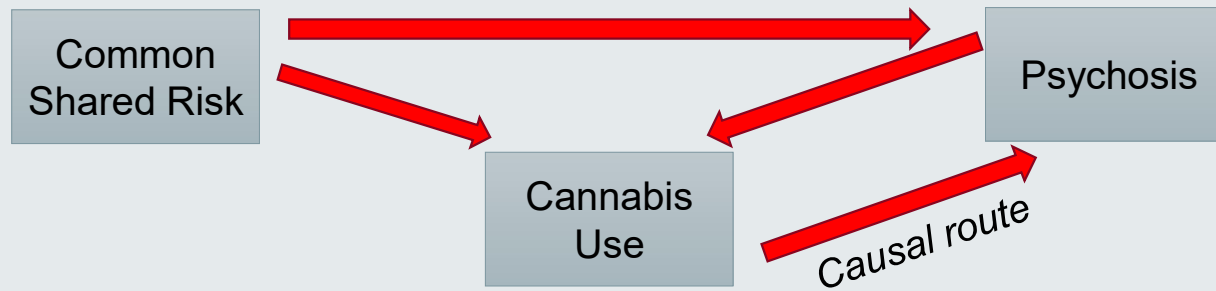 Common
Shared Risk
Psychosis
Cannabis
Use
Causal route